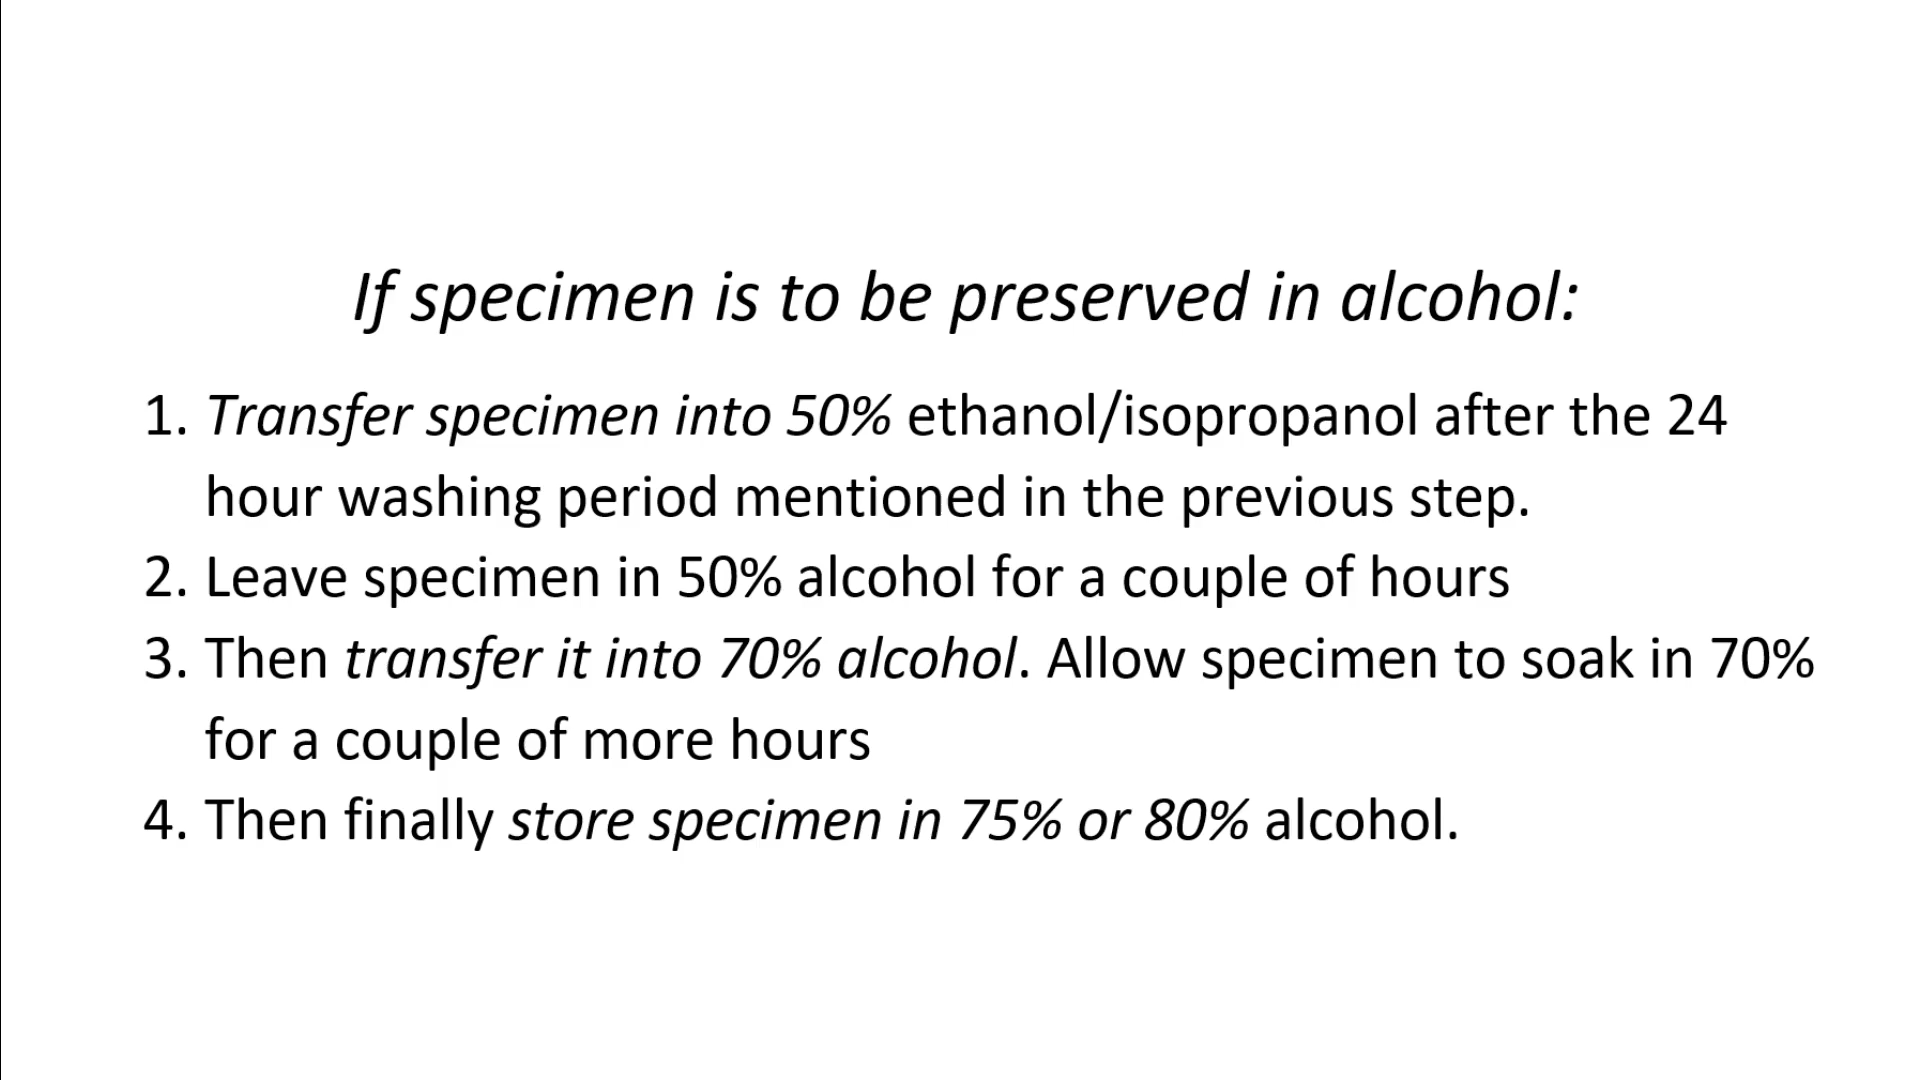 If specimen is to be preserved in alcohol:
1. Transfer specimen into 50% ethanol/isopropanol after the 24
hour washing period mentioned in the previous step.
2. Leave specimen in 50% alcohol for a couple of hours
3. Then transfer it into 70% alcohol. Allow specimen to soak in 70%
for a couple of more hours
4. Then finally store specimen in 75% or 80% alcohol.